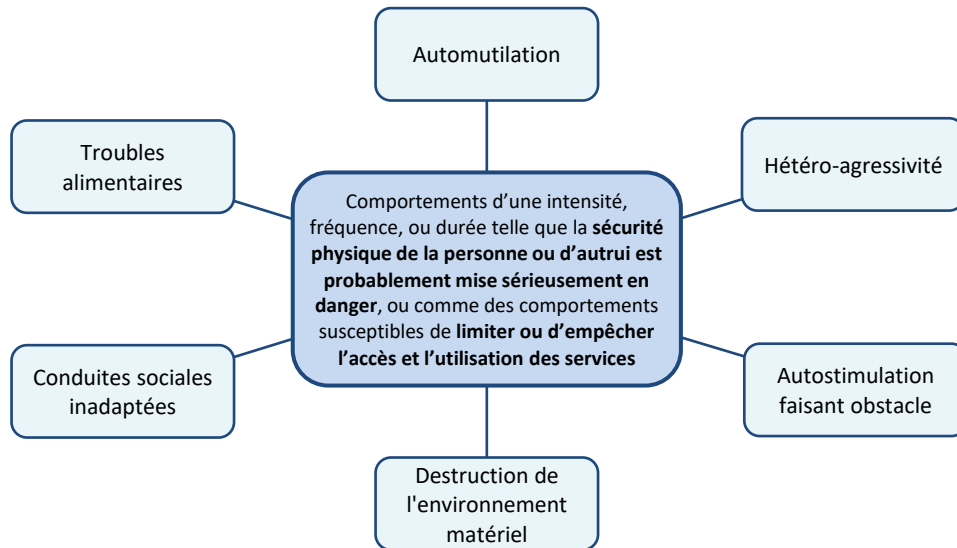 Automutilation
Troubles
alimentaires
Hétéro-agressivité
Comportements d’une intensité,
fréquence, ou durée telle que la sécurité
physique de la personne ou d’autrui est
probablement mise sérieusement en
danger, ou comme des comportements
susceptibles de limiter ou d’empêcher
l’accès et l’utilisation des services
Conduites sociales
inadaptées
Autostimulation
faisant obstacle
Destruction de
l'environnement
matériel